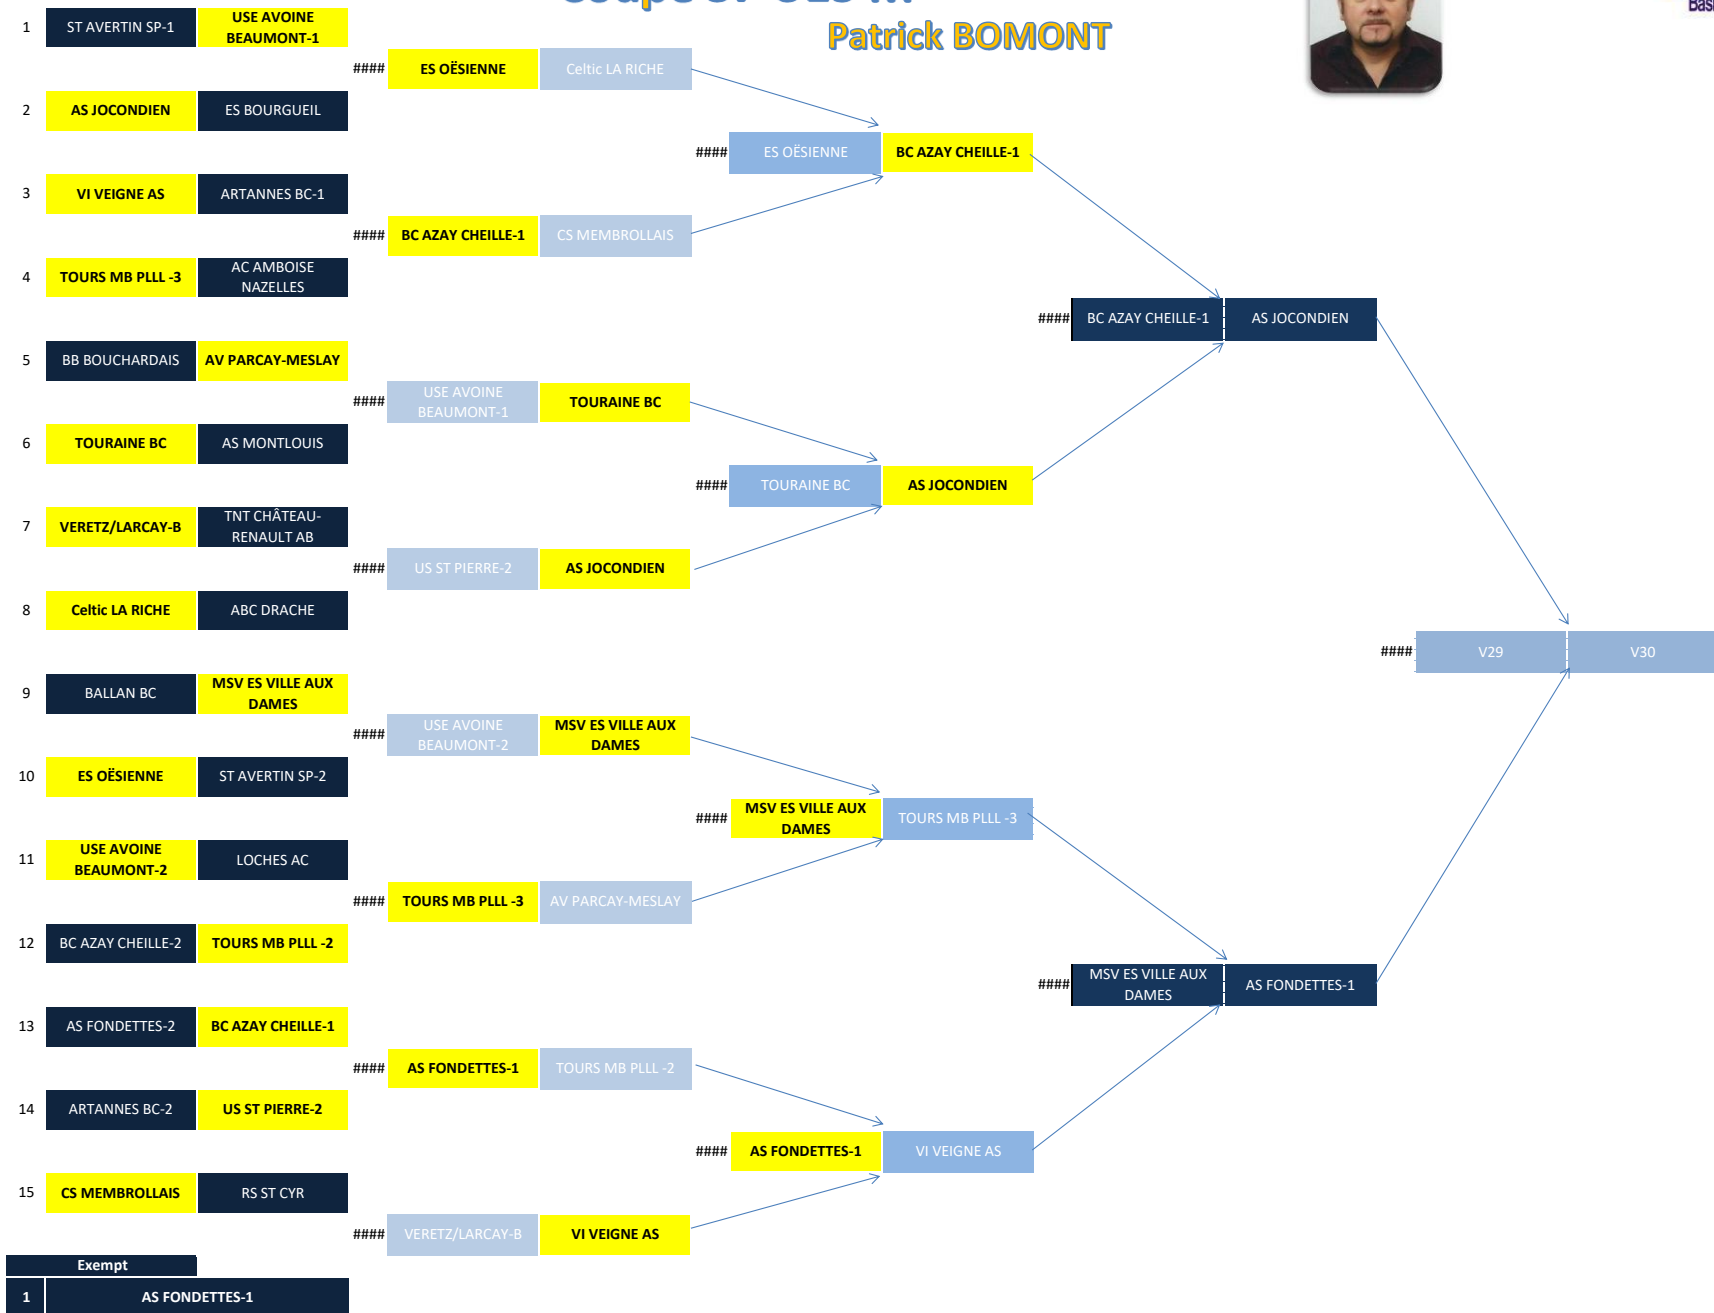 Patrick BOMONT
1 ST AVERTIN SP-1 USE AVOINE
BEAUMONT-1
#### ES OËSIENNE Celtic LA RICHE
2 AS JOCONDIEN ES BOURGUEIL
#### ES OËSIENNE BC AZAY CHEILLE-1
3 VI VEIGNE AS ARTANNES BC-1
#### BC AZAY CHEILLE-1 CS MEMBROLLAIS
4 TOURS MB PLLL -3 AC AMBOISE
NAZELLES
#### BC AZAY CHEILLE-1 AS JOCONDIEN
5 BB BOUCHARDAIS AV PARCAY-MESLAY
#### USE AVOINE
BEAUMONT-1 TOURAINE BC
6 TOURAINE BC AS MONTLOUIS
#### TOURAINE BC AS JOCONDIEN
7 VERETZ/LARCAY-B TNT CHÂTEAU-
RENAULT AB
#### US ST PIERRE-2 AS JOCONDIEN
8 Celtic LA RICHE ABC DRACHE
#### V29 V30
9 BALLAN BC MSV ES VILLE AUX
DAMES
#### USE AVOINE
BEAUMONT-2 MSV ES VILLE AUX
DAMES
10 ES OËSIENNE ST AVERTIN SP-2
#### MSV ES VILLE AUX
DAMES TOURS MB PLLL -3
11 USE AVOINE
BEAUMONT-2 LOCHES AC
#### TOURS MB PLLL -3 AV PARCAY-MESLAY
12 BC AZAY CHEILLE-2 TOURS MB PLLL -2
#### MSV ES VILLE AUX
DAMES AS FONDETTES-1
13 AS FONDETTES-2 BC AZAY CHEILLE-1
#### AS FONDETTES-1 TOURS MB PLLL -2
14 ARTANNES BC-2 US ST PIERRE-2
#### AS FONDETTES-1 VI VEIGNE AS
15 CS MEMBROLLAIS RS ST CYR
#### VERETZ/LARCAY-B VI VEIGNE AS
Exempt
1 AS FONDETTES-1